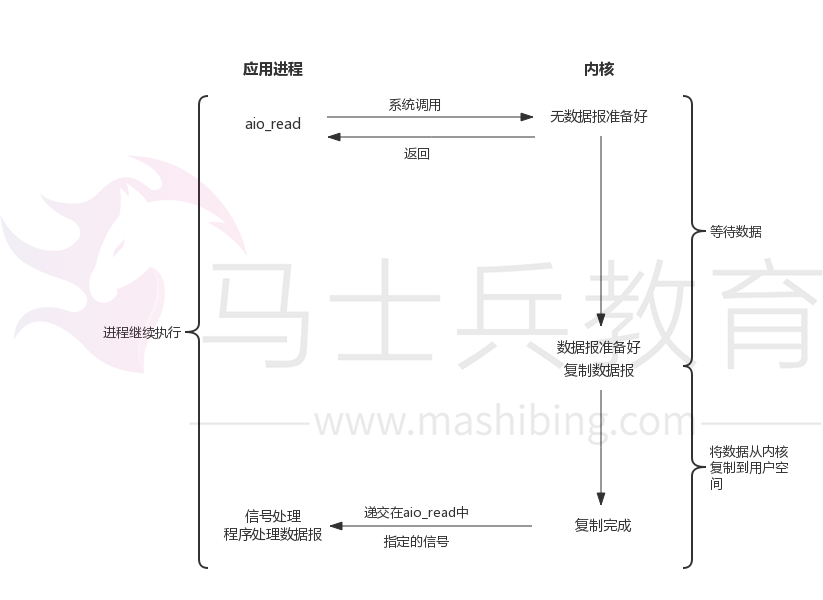 应用进程
内核
系统调用
aio_read
无数据报准备好
返回
等待数据
进程继续执行
数据报准备好
复制数据报
马士兵教育
www.mashibing.com
将数据从内核
复制到用户空
间
递交在aio_read中
信号处理
程序处理数据报
复制完成
指定的信号